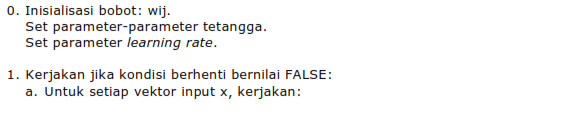 0. Inisialisasi bobot: wij.
Set parameter-parameter tetangga.
Set parameter learning rate.
1. Kerjakan jika kondisi berhenti bernilai FALSE:
a. Untuk setiap vektor input x, kerjakan: